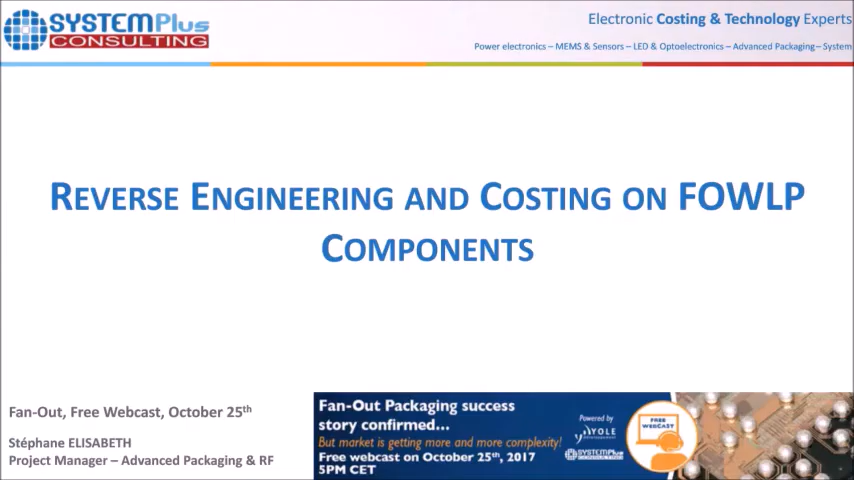 SYSTEMPlus
CONSULTING
Electronic Costing & Technology Experts
Power electronics – MEMS & Sensors – LED & Optoelectronics – Advanced Packaging – System
REVERSE ENGINEERING AND COSTING ON FOWLP
COMPONENTS
Fan-Out, Free Webcast, October 25th
Stéphane ELISABETH
Project Manager – Advanced Packaging & RF
Fan-Out Packaging success
story confirmed...
But market is getting more and more complexity!
Free webcast on October 25th, 2017
5PM CET
Powered by
YOLE
Développement
SYSTEMPlus
CONSULTING
FREE
WEBCAST